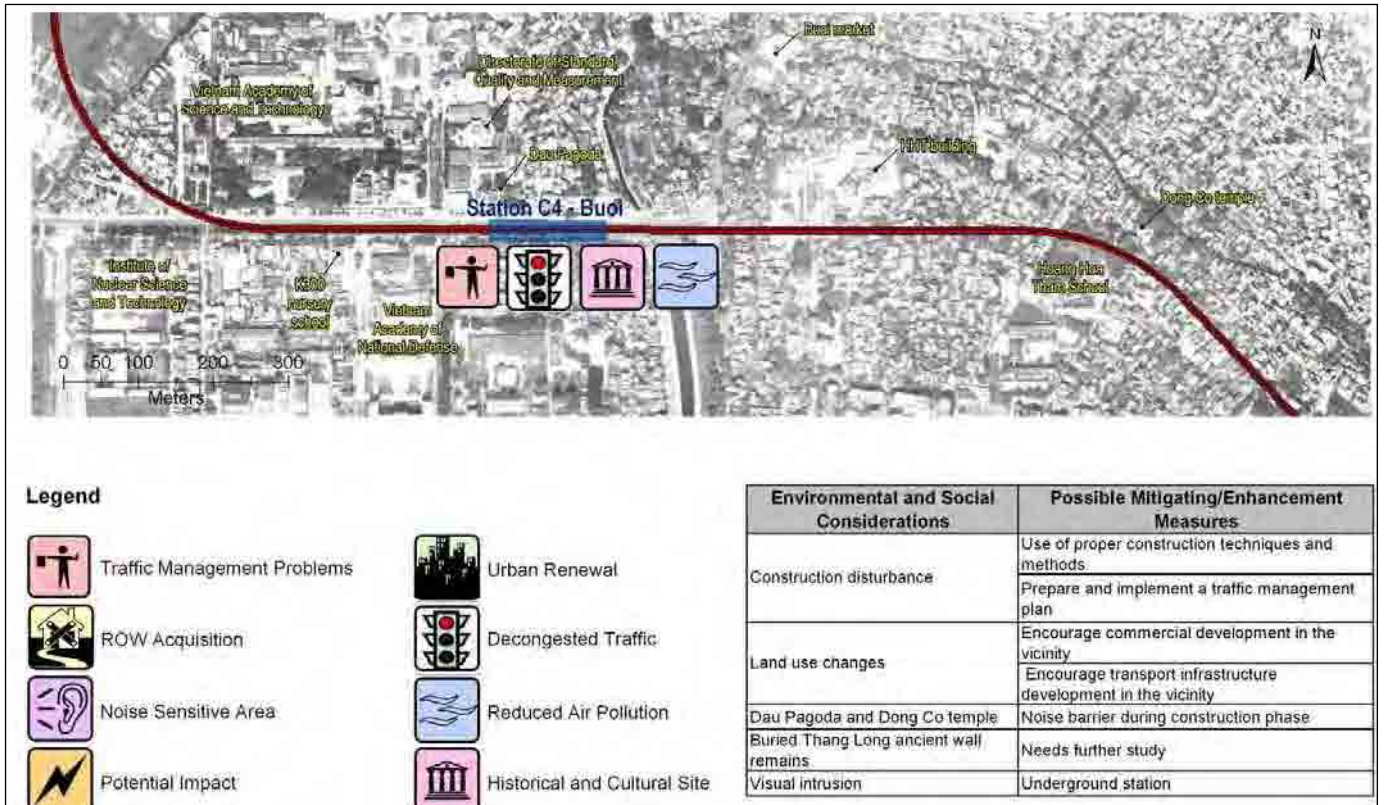 Buoi market
N
Directorate of Standard,
Quality and Measurement
Vietnam Academy of
Science and Technology
HHT building
Dau Pagoda
Dong Co temple
Station C4 - Buoi
Institute of
Nuclear Science
and Technology
K300
nursery
school
Vietnam
Academy of
National Defense
Hoang Hoa
Tham School
0 50 100 200 300
Meters
Legend
Traffic Management Problems
Urban Renewal
ROW Acquisition
Decongested Traffic
Noise Sensitive Area
Reduced Air Pollution
Potential Impact
Historical and Cultural Site
Environmental and Social
Considerations
Possible Mitigating/Enhancement
Measures
Construction disturbance
Use of proper construction techniques and
methods
Prepare and implement a traffic management
plan
Land use changes
Encourage commercial development in the
vicinity
Encourage transport infrastructure
development in the vicinity
Dau Pagoda and Dong Co temple
Noise barrier during construction phase
Buried Thang Long ancient wall
remains
Needs further study
Visual intrusion
Underground station